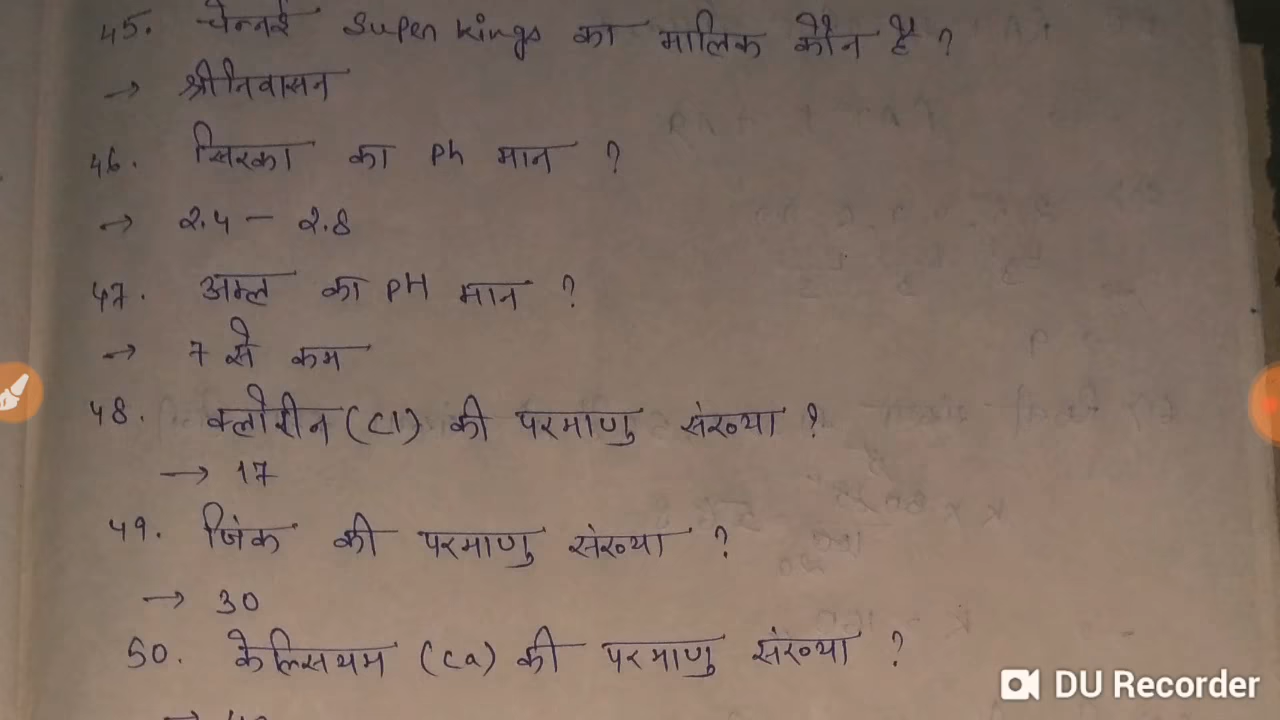 45. चेन्नई Super kings का मालिक कौन है ?
→ श्रीनिवासन
46. सिरका का Ph मान ?
→ 2.4 - 2.8
47. अम्ल का PH मान ?
→ 7 से कम
48. क्लोरीन (Cl) की परमाणु संख्या ?
→ 17
49. जिंक की परमाणु संख्या ?
→ 30
50. केल्सियम (Ca) की परमाणु संख्या ?
DU Recorder